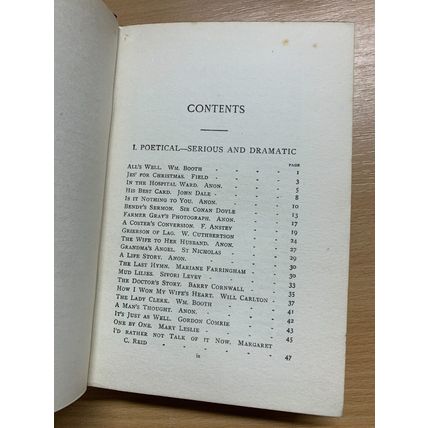 CONTENTS
I. POETICAL—SERIOUS AND DRAMATIC
PAGE
ALL'S WELL. WM. BOOTH - - - - 1
JES' FOR CHRISTMAS. FIELD - - - - 3
IN THE HOSPITAL WARD. ANON. - - - - 5
HIS BEST CARD. JOHN DALE - - - - 8
IS IT NOTHING TO YOU. ANON. - - - - 10
BENDY'S SERMON. SIR CONAN DOYLE - - - 13
FARMER GRAY'S PHOTOGRAPH. ANON. - - - 17
A COSTER'S CONVERSION. F. ANSTEY - - - 19
GRIERSON OF LAG. W. CUTHBERTSON - - - 24
THE WIFE TO HER HUSBAND. ANON. - - - 27
GRANDMA'S ANGEL. ST NICHOLAS - - - 29
A LIFE STORY. ANON. - - - - 30
THE LAST HYMN. MARIANE FARRINGHAM - - 30
MUD LILIES. SIVORI LEVEY - - - 33
THE DOCTOR'S STORY. BARRY CORNWALL - - 35
HOW I WON MY WIFE'S HEART. WILL CARLTON - 37
THE LADY CLERK. WM. BOOTH - - - 41
A MAN'S THOUGHT. ANON. - - - 42
IT'S JUST AS WELL. GORDON COMRIE - - 42
ONE BY ONE. MARY LESLIE - - - 43
I'D RATHER NOT TALK OF IT NOW. MARGARET 45
C. REID - - - - 47
ix